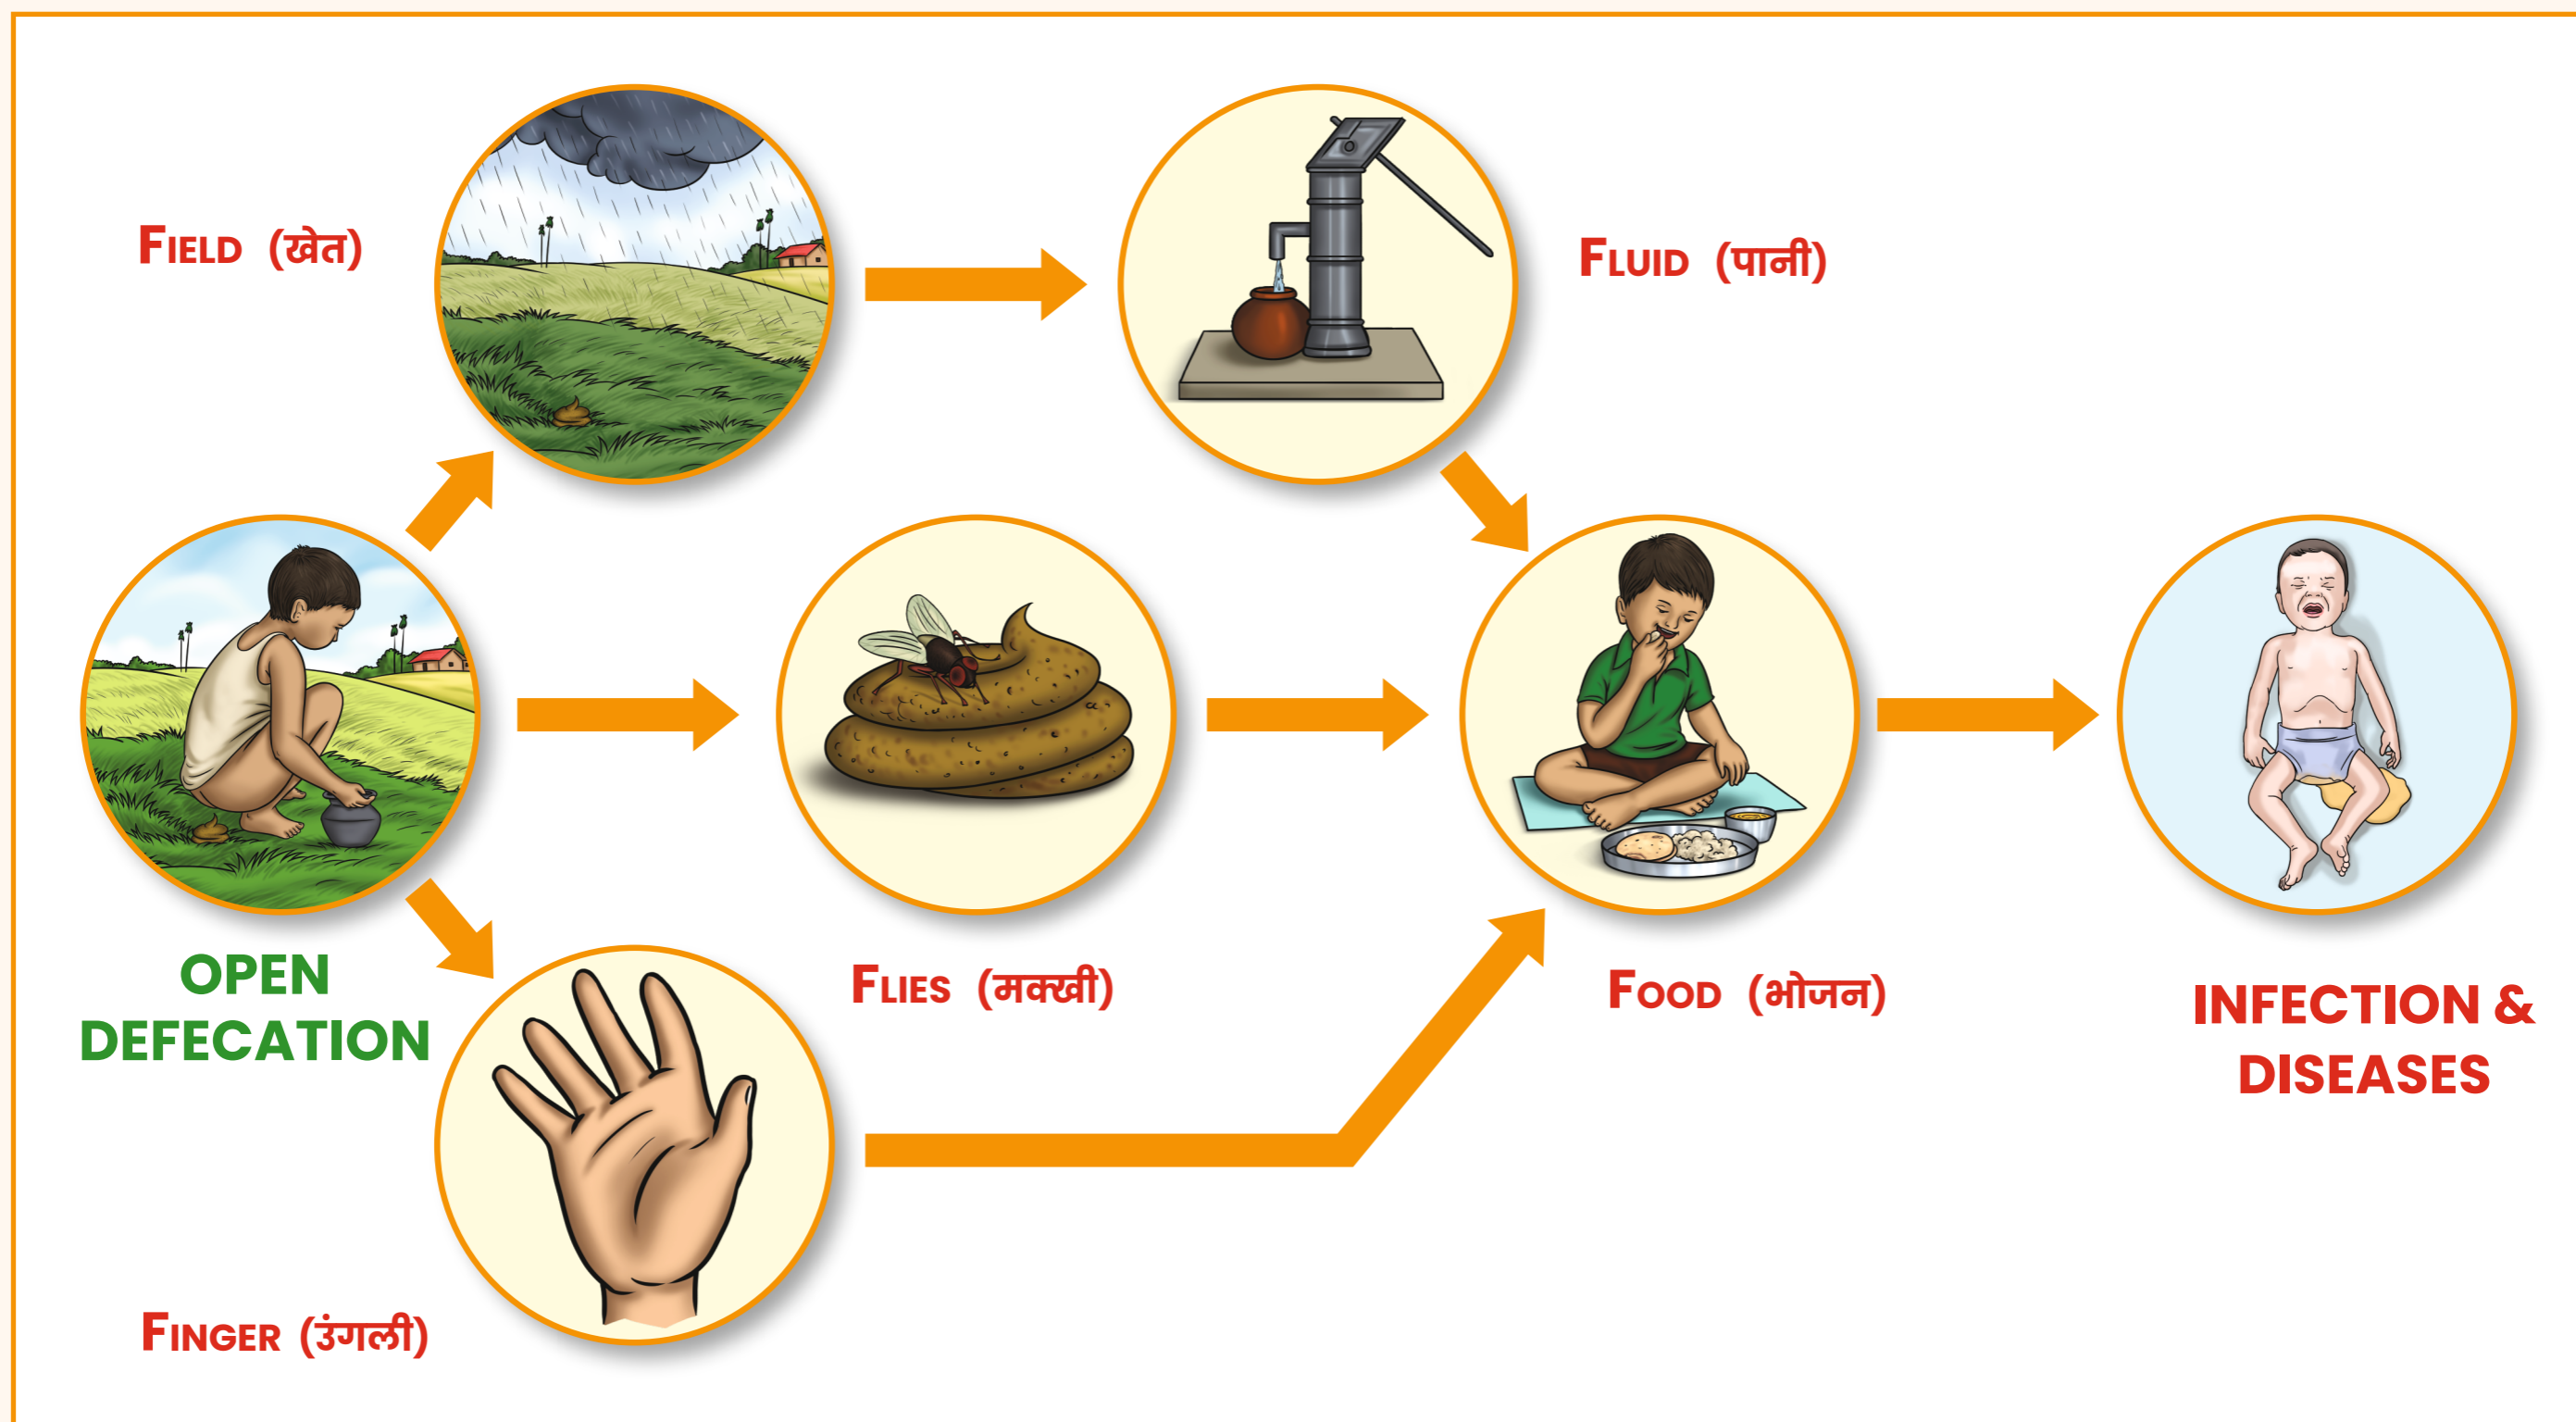 FIELD (खेत)
FLUID (पानी)
OPEN
DEFECATION
FLIES (मक्खी)
FOOD (भोजन)
INFECTION &
DISEASES
FINGER (उंगली)